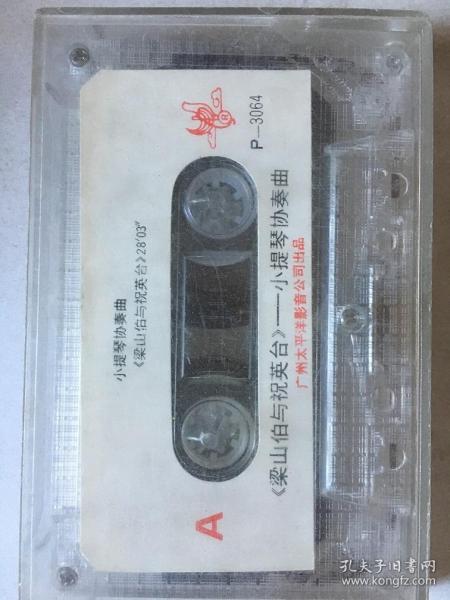 小提琴协奏曲
《梁山伯与祝英台》28′03″
A
P—3064
《梁山伯与祝英台》——小提琴协奏曲
广州太平洋影音公司出品
孔夫子旧书网
www.kongfz.com